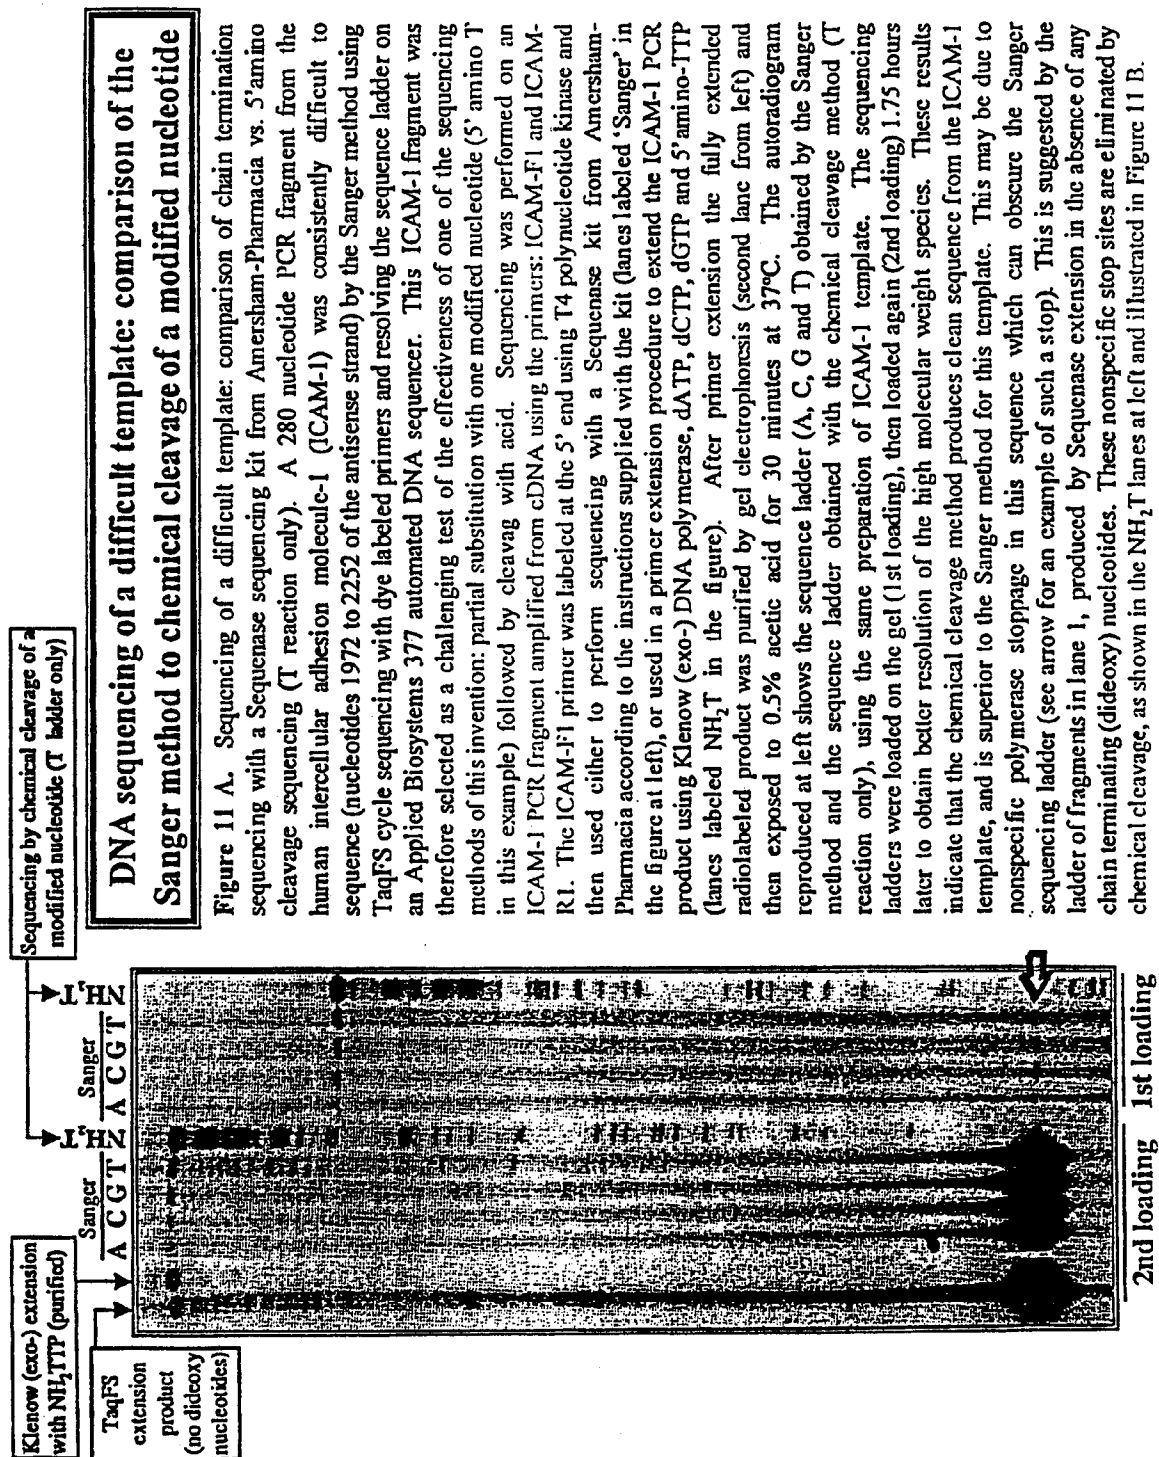 DNA sequencing of a difficult template: comparison of the
Sanger method to chemical cleavage of a modified nucleotide
Figure 11 A. Sequencing of a difficult template: comparison of chain termination
sequencing with a Sequenase sequencing kit from Amersham-Pharmacia vs. 5'amino
cleavage sequencing (T reaction only). A 280 nucleotide PCR fragment from the
human intercellular adhesion molecule-1 (ICAM-1) was consistently difficult to
sequence (nucleotides 1972 to 2252 of the antisense strand) by the Sanger method using
TaqFS cycle sequencing with dye labeled primers and resolving the sequence ladder on
an Applied Biosystems 377 automated DNA sequencer. This ICAM-1 fragment was
therefore selected as a challenging test of the effectiveness of one of the sequencing
methods of this invention: partial substitution with one modified nucleotide (5' amino T
in this example) followed by cleavag with acid. Sequencing was performed on an
ICAM-1 PCR fragment amplified from cDNA using the primers: ICAM-F1 and ICAM-
R1. The ICAM-F1 primer was labeled at the 5' end using T4 polynucleotide kinase and
then used either to perform sequencing with a Sequenase kit from Amersham-
Pharmacia according to the instructions supplied with the kit (lanes labeled 'Sanger' in
the figure at left), or used in a primer extension procedure to extend the ICAM-1 PCR
product using Klenow (exo-) DNA polymerase, dATP, dCTP, dGTP and 5'amino-TTP
(lanes labeled NH2T in the figure). After primer extension the fully extended
radiolabeled product was purified by gel electrophoresis (second lane from left) and
then exposed to 0.5% acetic acid for 30 minutes at 37°C. The autoradiogram
reproduced at left shows the sequence ladder (A, C, G and T) obtained by the Sanger
method and the sequence ladder obtained with the chemical cleavage method (T
reaction only), using the same preparation of ICAM-1 template. The sequencing
ladders were loaded on the gel (1st loading), then loaded again (2nd loading) 1.75 hours
later to obtain better resolution of the high molecular weight species. These results
indicate that the chemical cleavage method produces clean sequence from the ICAM-1
template, and is superior to the Sanger method for this template. This may be due to
nonspecific polymerase stoppage in this sequence which can obscure the Sanger
sequencing ladder (see arrow for an example of such a stop). This is suggested by the
ladder of fragments in lane 1, produced by Sequenase extension in the absence of any
chain terminating (dideoxy) nucleotides. These nonspecific stop sites are eliminated by
chemical cleavage, as shown in the NH2T lanes at left and illustrated in Figure 11 B.
Klenow (exo-) extension
with NH2TTP (purified)
TaqFS
extension
product
(no dideoxy
nucleotides)
Sequencing by chemical cleavage of a
modified nucleotide (T ladder only)
Sanger
A C G T
NH2T
Sanger
A C G T
NH2T
2nd loading
1st loading